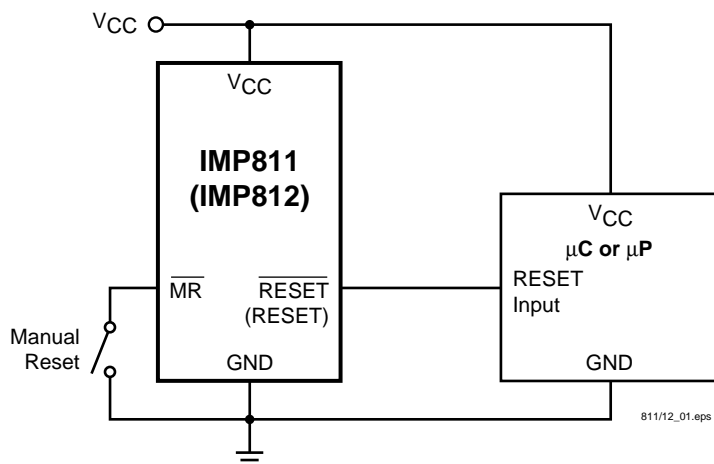 VCC
VCC
IMP811
(IMP812)
MR
RESET
(RESET)
GND
Manual
Reset
VCC
μC or μP
RESET
Input
GND
811/12_01.eps